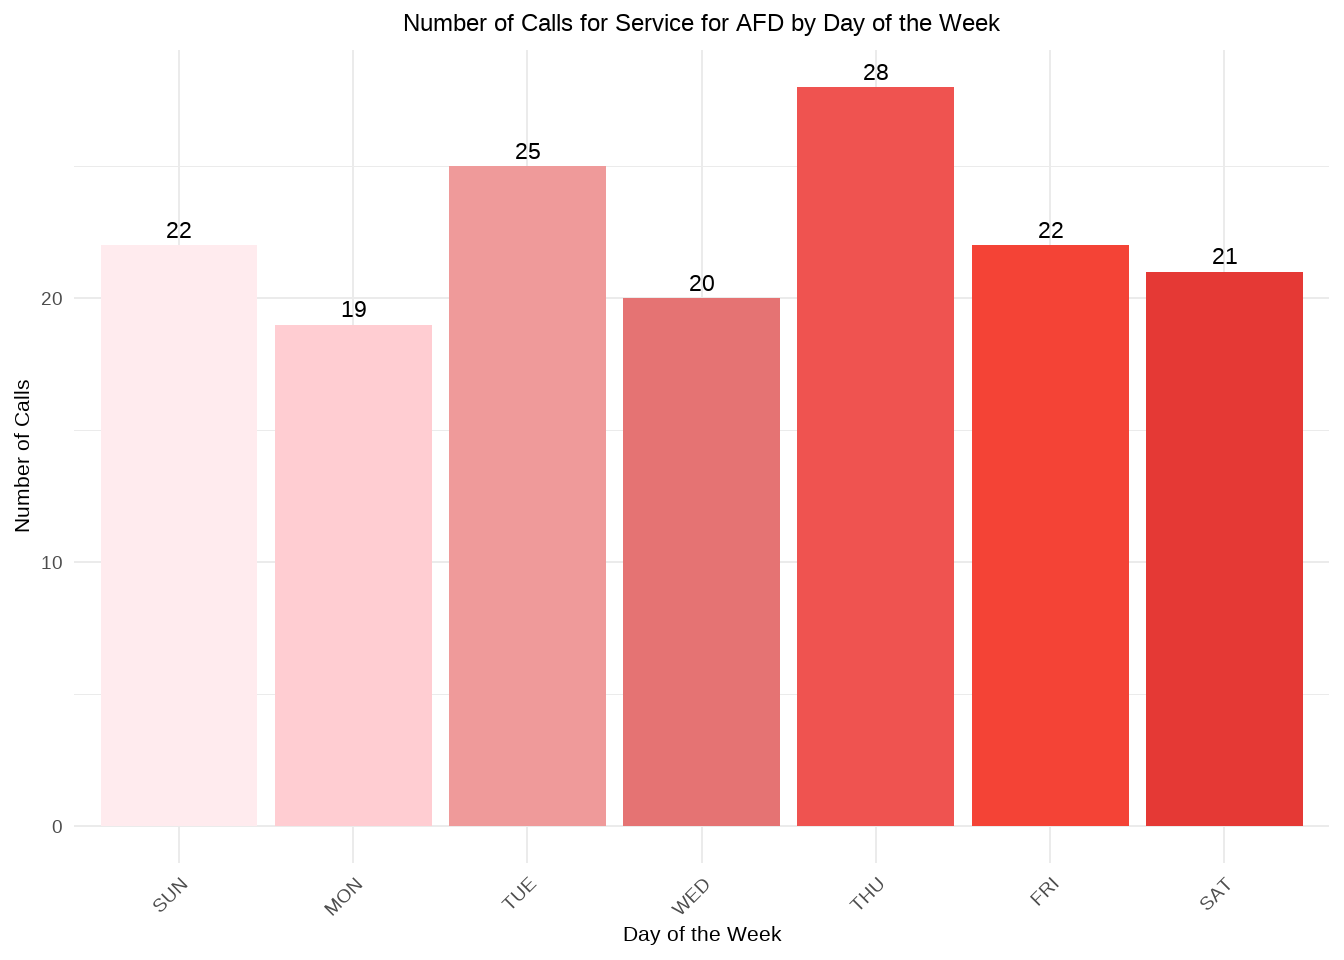 Number of Calls for Service for AFD by Day of the Week
28
25
22
22
21
20
19
20
10
0
Number of Calls
SUN
MON
TUE
WED
THU
FRI
SAT
Day of the Week